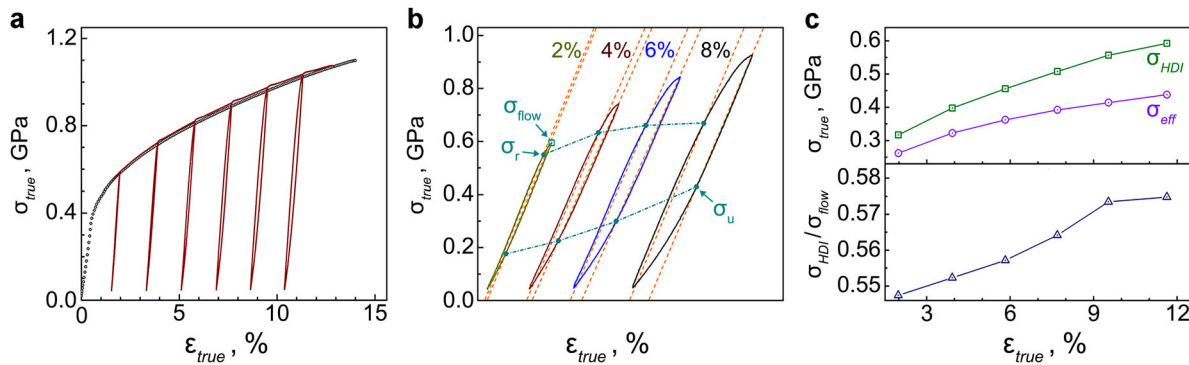 a
1.2
0.8
0.4
0.0
0
5
10
15
σtrue, GPa
εtrue, %
b
1.0
0.8
0.6
0.4
0.2
0.0
σtrue, GPa
2%
4%
6%
8%
σflow
σr
σu
εtrue, %
c
0.6
0.5
0.4
0.3
σtrue, GPa
σHDI
σeff
0.58
0.57
0.56
0.55
σHDI/σflow
3
6
9
12
εtrue, %